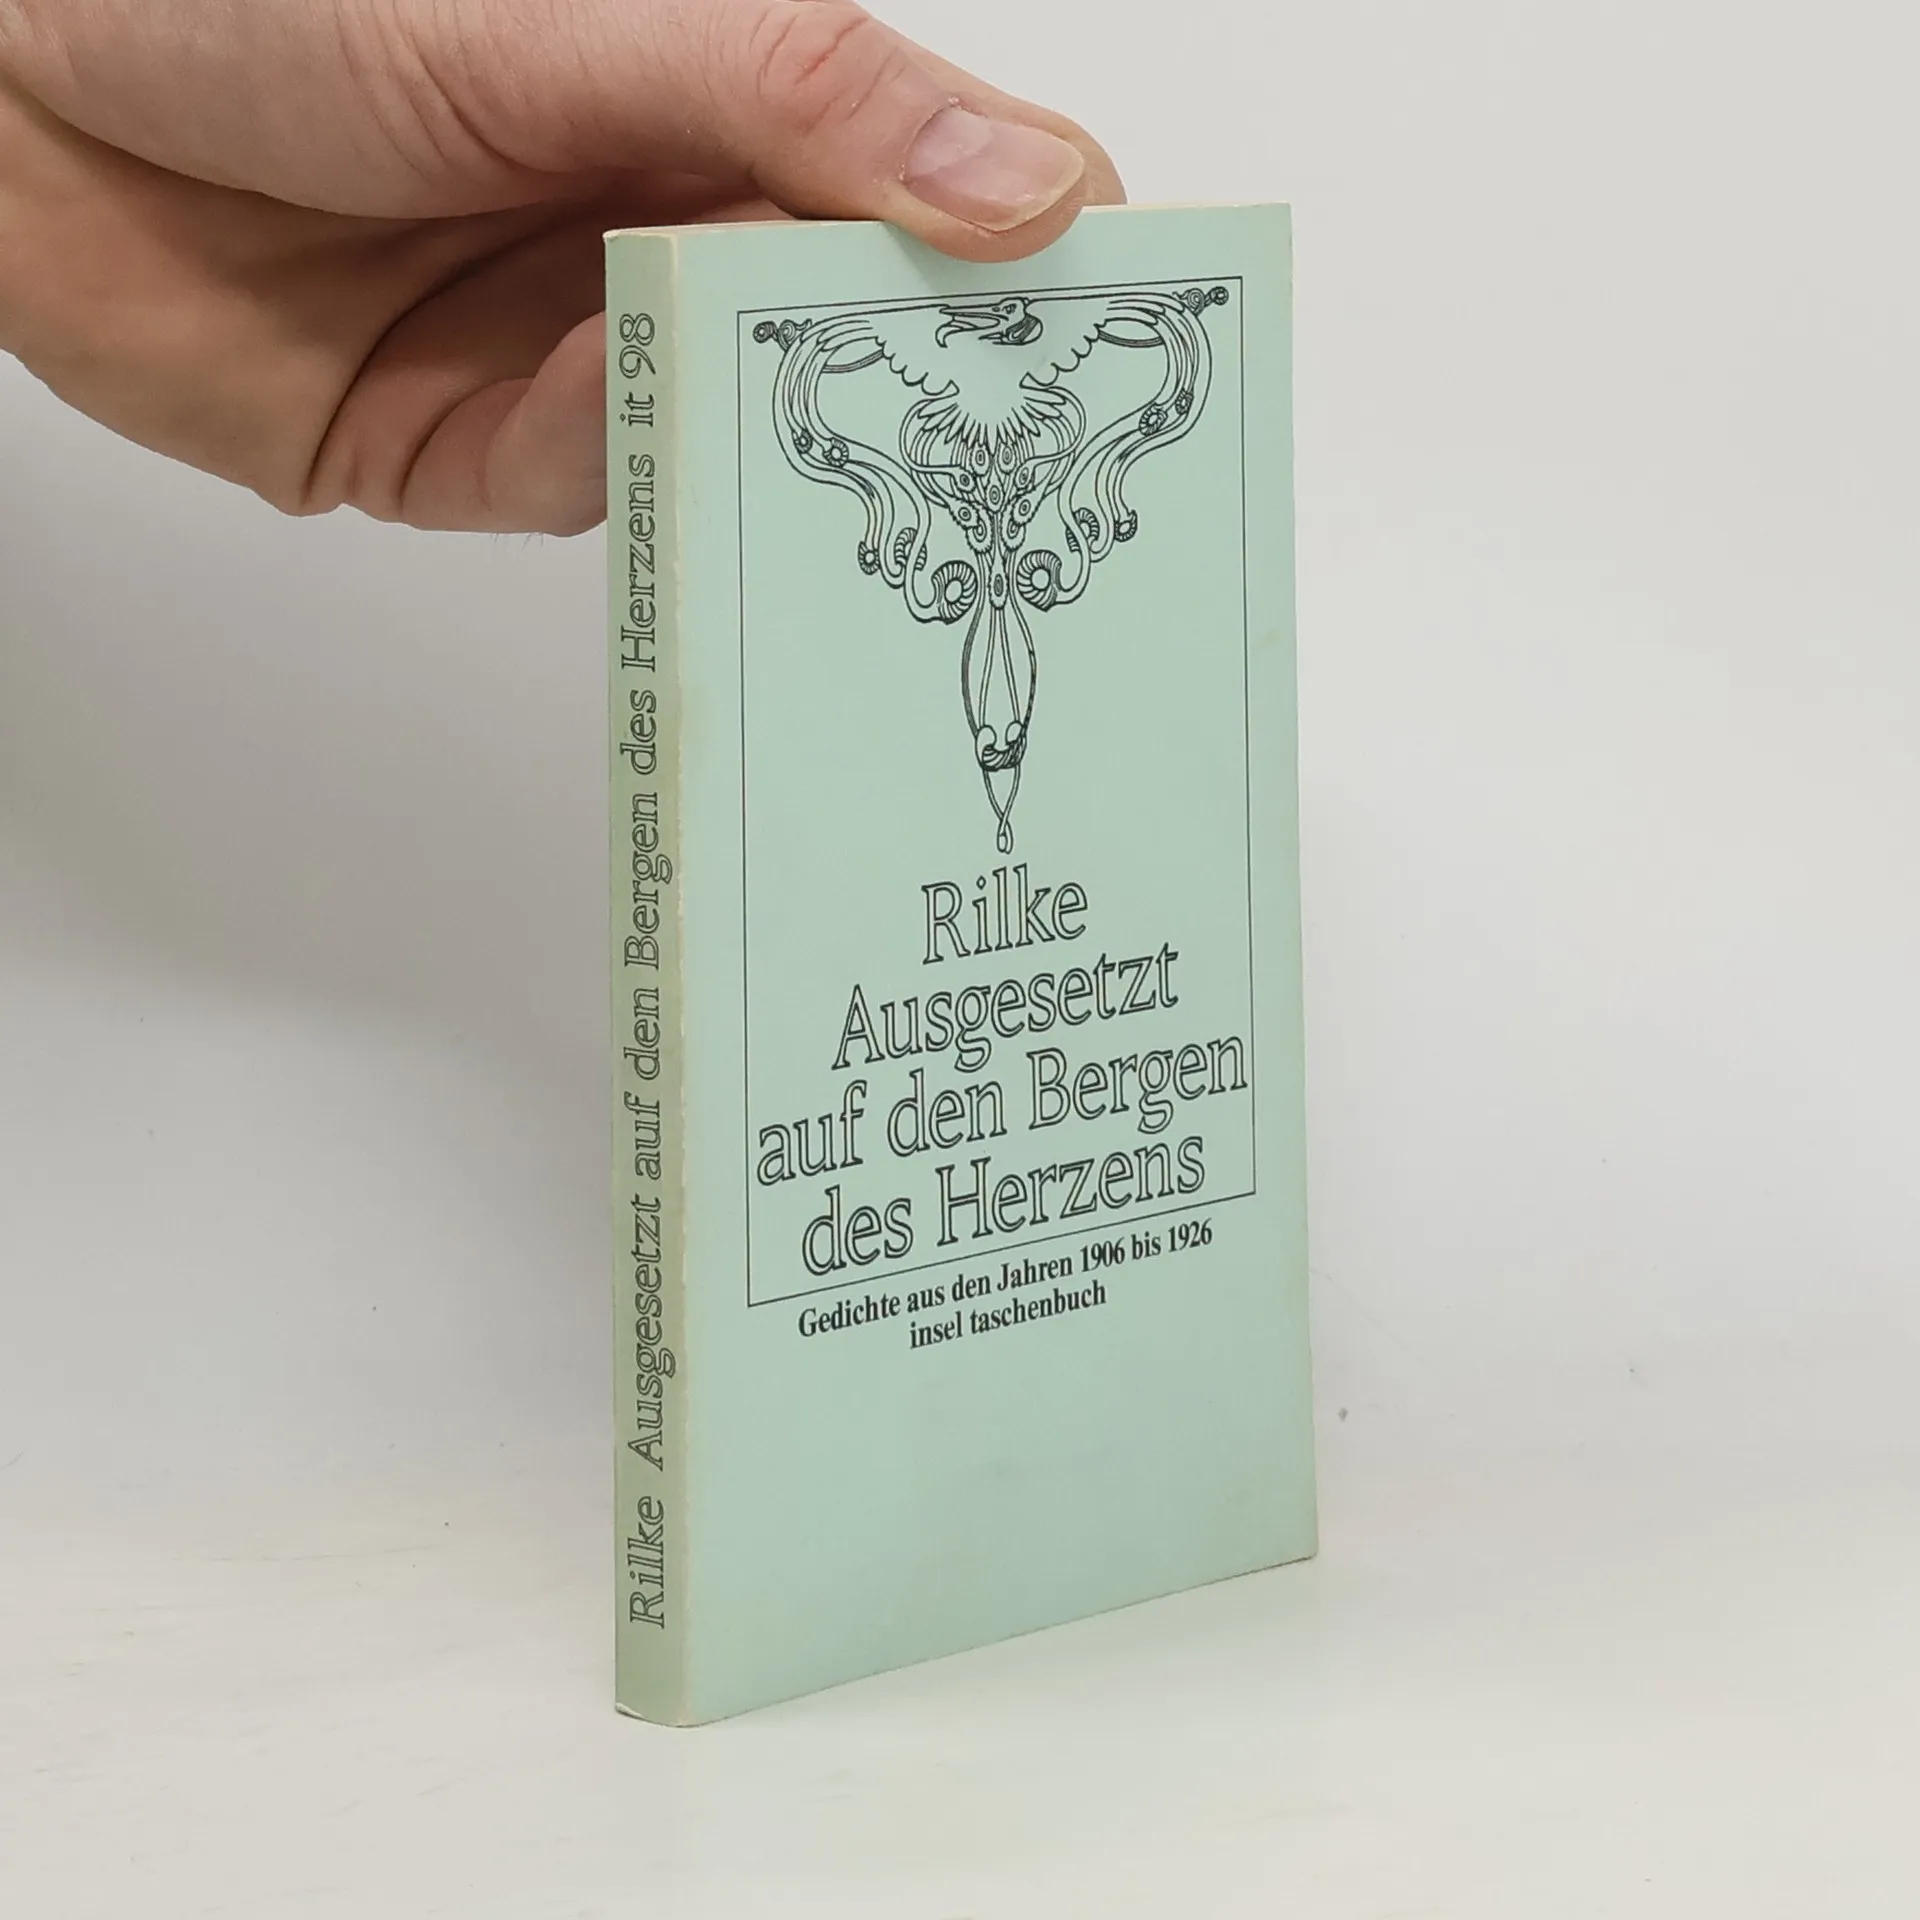 Rilke Ausgesetzt auf den Bergen des Herzens it 98
Rilke
Ausgesetzt
auf den Bergen
des Herzens
Gedichte aus den Jahren 1906 bis 1926
insel taschenbuch